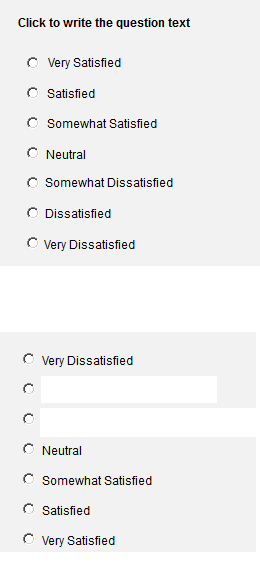 Click to write the question text
Very Satisfied
Satisfied
Somewhat Satisfied
Neutral
Somewhat Dissatisfied
Dissatisfied
Very Dissatisfied
Very Dissatisfied
Neutral
Somewhat Satisfied
Satisfied
Very Satisfied